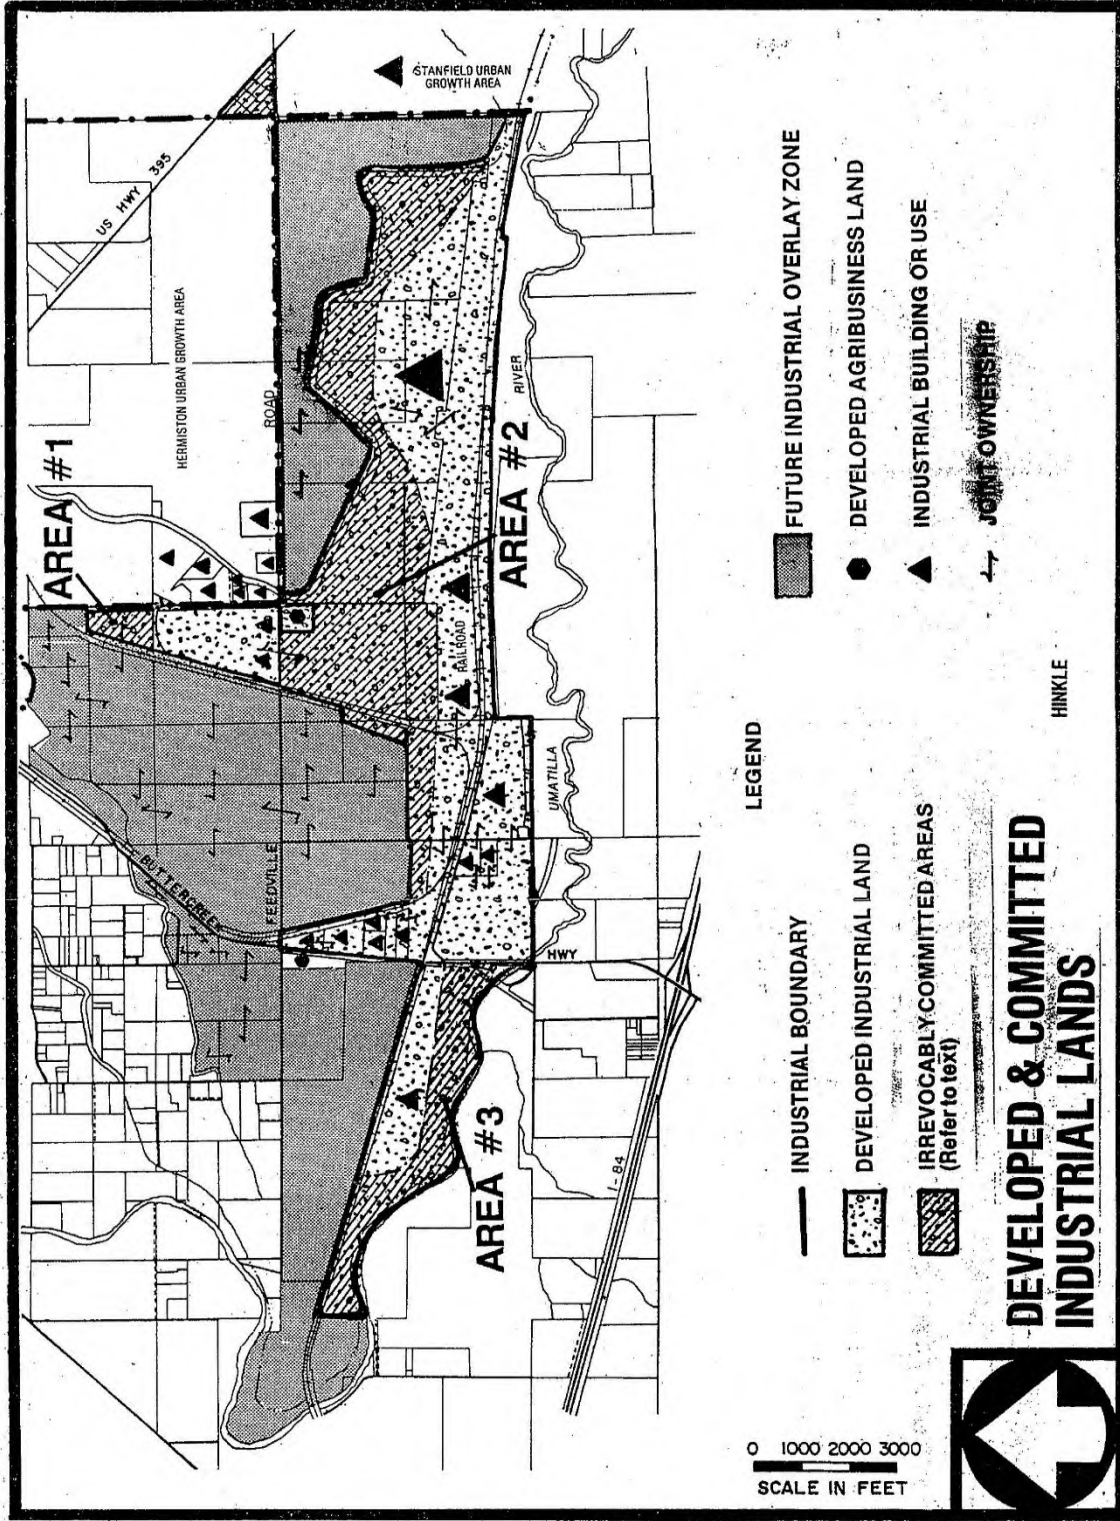 STANFIELD URBAN
GROWTH AREA
US HWY 395
HERMISTON URBAN GROWTH AREA
AREA #1
ROAD
RIVER
AREA #2
RAILROAD
UMATILLA
BUTTERCREEK
FEEDVILLE
HWY
AREA #3
I-84
LEGEND
INDUSTRIAL BOUNDARY
DEVELOPED INDUSTRIAL LAND
IRREVOCABLY COMMITTED AREAS
(Refer to text)
FUTURE INDUSTRIAL OVERLAY ZONE
DEVELOPED AGRIBUSINESS LAND
INDUSTRIAL BUILDING OR USE
JOINT OWNERSHIP
HINKLE
DEVELOPED & COMMITTED
INDUSTRIAL LANDS
0 1000 2000 3000
SCALE IN FEET